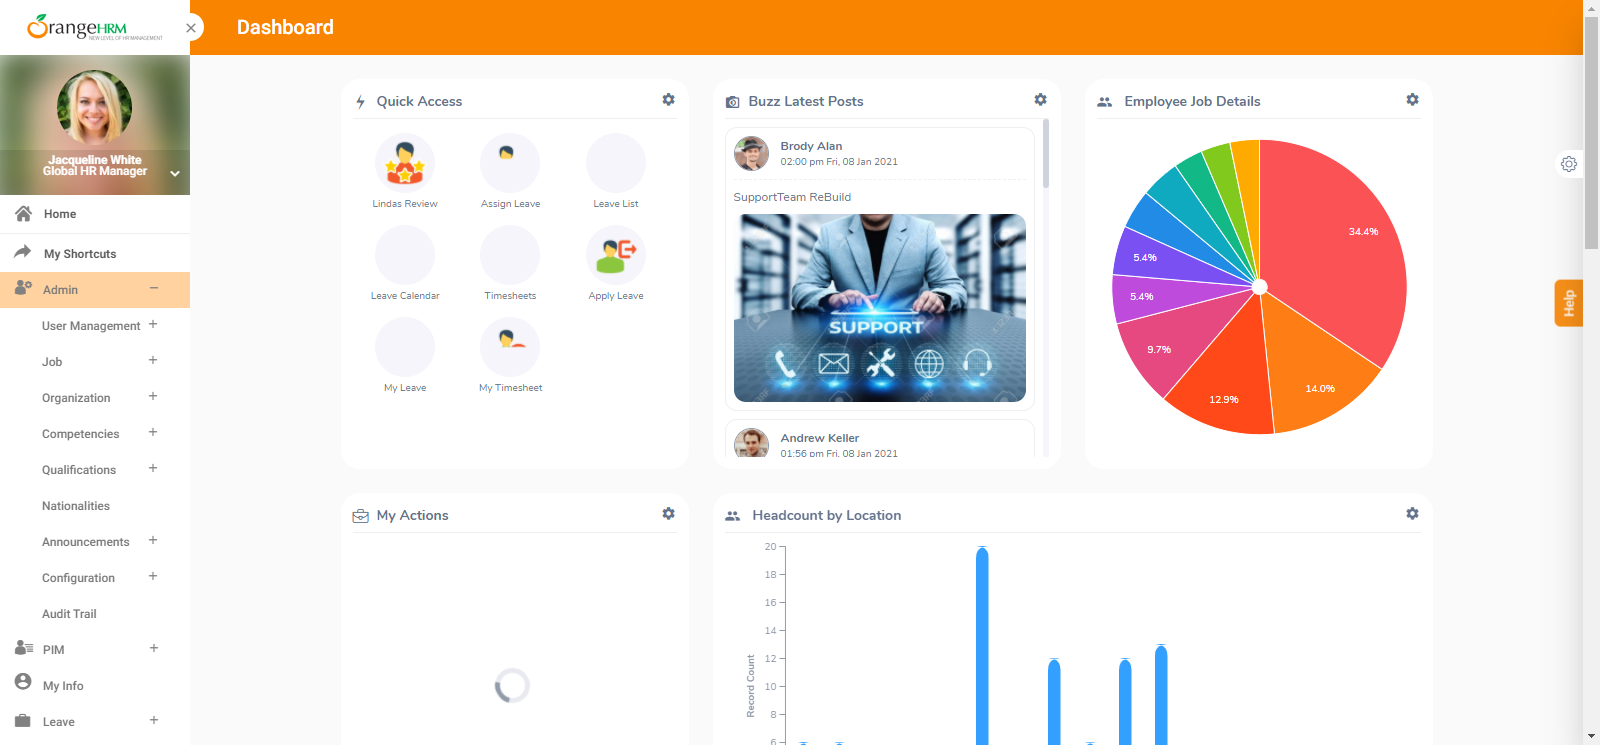 OrangeHRM
NEW LEVEL OF HR MANAGEMENT
Dashboard
Jacqueline White
Global HR Manager
Home
My Shortcuts
Admin
User Management
Job
Organization
Competencies
Qualifications
Nationalities
Announcements
Configuration
Audit Trail
PIM
My Info
Leave
Quick Access
Lindas Review
Assign Leave
Leave List
Leave Calendar
Timesheets
Apply Leave
My Leave
My Timesheet
Buzz Latest Posts
Brody Alan
02:00 pm Fri, 08 Jan 2021
SupportTeam ReBuild
SUPPORT
Andrew Keller
01:56 pm Fri, 08 Jan 2021
Employee Job Details
34.4%
14.0%
12.9%
9.7%
5.4%
5.4%
Help
My Actions
Headcount by Location
Record Count
20
18
16
14
12
10
8
6